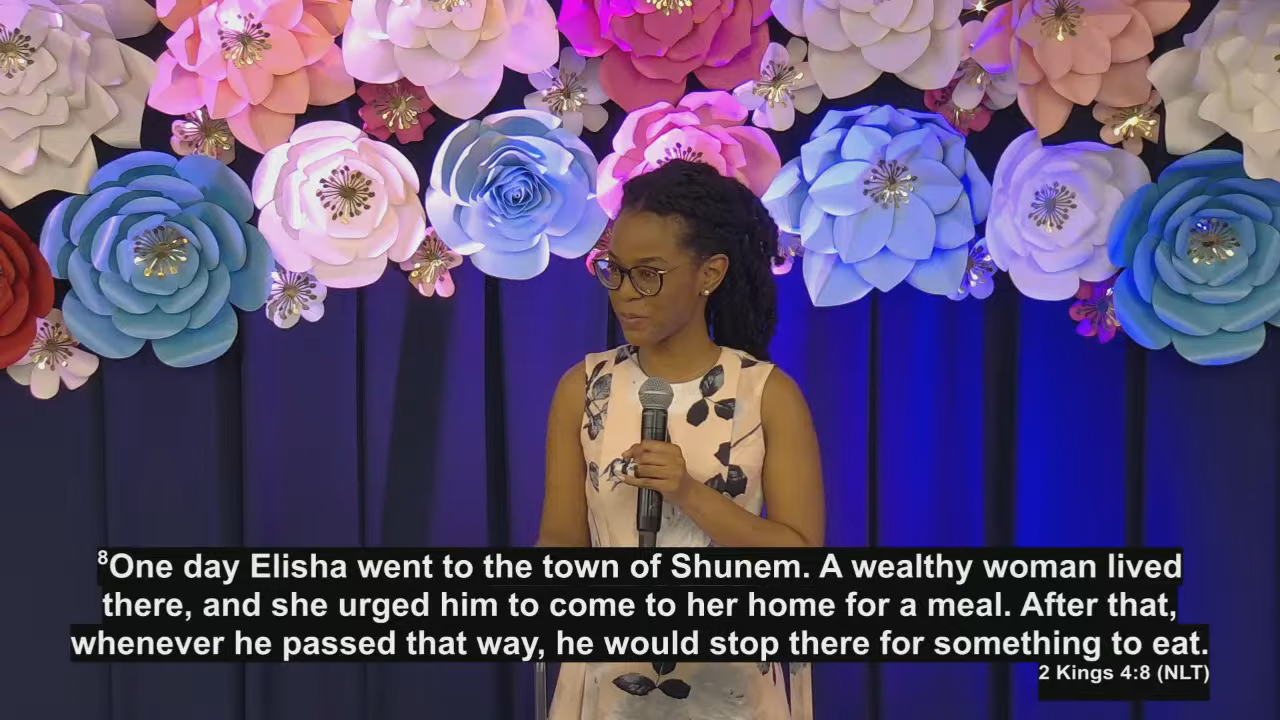 ⁸One day Elisha went to the town of Shunem. A wealthy woman lived
there, and she urged him to come to her home for a meal. After that,
whenever he passed that way, he would stop there for something to eat.
2 Kings 4:8 (NLT)